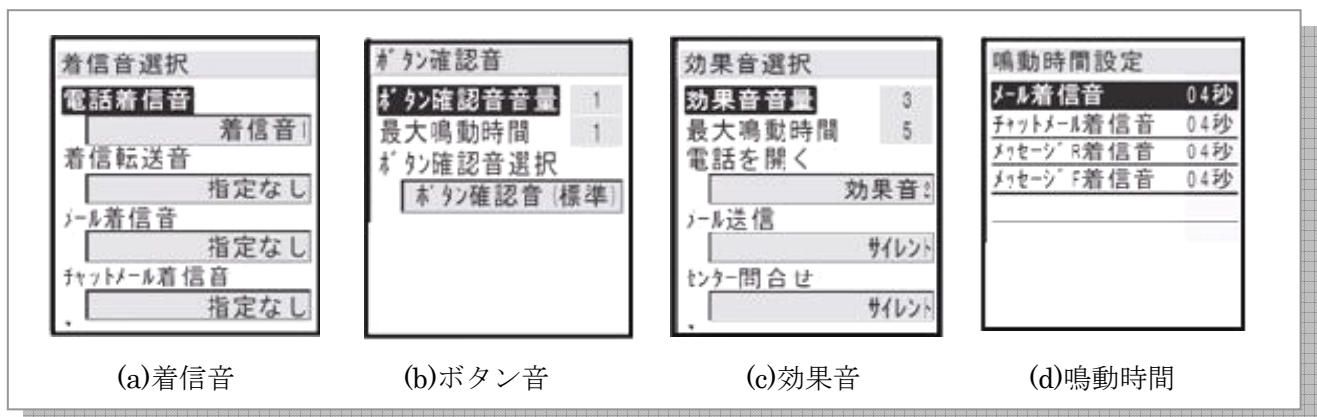 着信音選択
電話着信音
着信音1
着信転送音
指定なし
ﾒｰﾙ着信音
指定なし
ﾁｬｯﾄﾒｰﾙ着信音
指定なし
(a)着信音
ﾎﾞﾀﾝ確認音
ﾎﾞﾀﾝ確認音音量 1
最大鳴動時間 1
ﾎﾞﾀﾝ確認音選択
ﾎﾞﾀﾝ確認音(標準)
(b)ボタン音
効果音選択
効果音音量 3
最大鳴動時間 5
電話を開く
効果音2
ﾒｰﾙ送信
ｻｲﾚﾝﾄ
ｾﾝﾀｰ問合せ
ｻｲﾚﾝﾄ
(c)効果音
鳴動時間設定
ﾒｰﾙ着信音 04秒
ﾁｬｯﾄﾒｰﾙ着信音 04秒
ﾒｯｾｰｼﾞR着信音 04秒
ﾒｯｾｰｼﾞF着信音 04秒
(d)鳴動時間